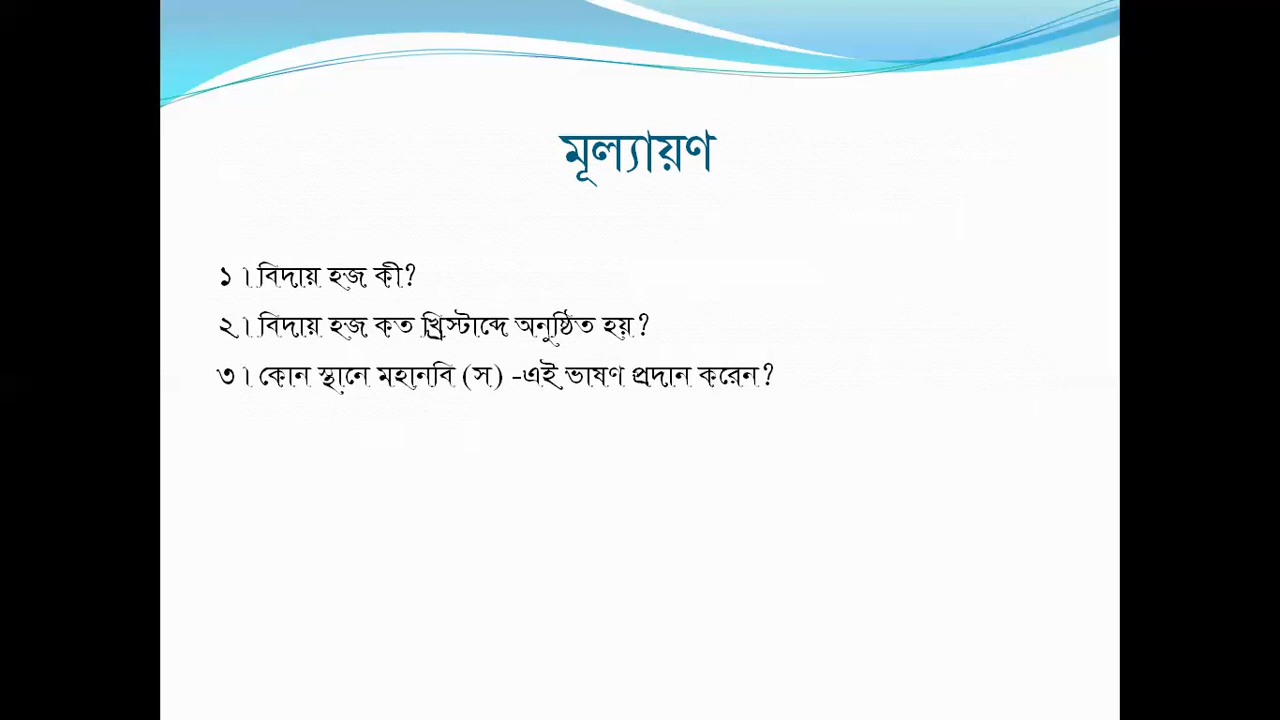 মূল্যায়ণ
১। বিদায় হজ কী?
২। বিদায় হজ কত খ্রিস্টাব্দে অনুষ্ঠিত হয়?
৩। কোন স্থানে মহানবি (স) -এই ভাষণ প্রদান করেন?